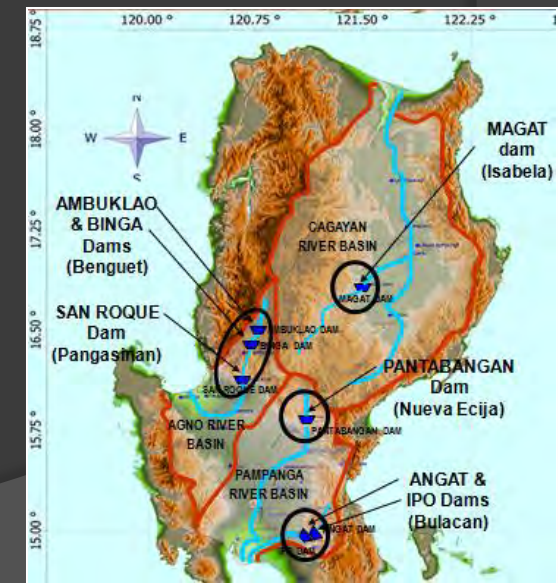 120.00 °
120.75 °
121.50 °
122.25 °
18.75 °
18.00 °
17.25 °
16.50 °
15.75 °
15.00 °
N
W
E
S
MAGAT
dam
(Isabela)
AMBUKLAO
& BINGA
Dams
(Benguet)
CAGAYAN
RIVER BASIN
MAGAT DAM
SAN ROQUE
Dam
(Pangasinan)
AMBUKLAO DAM
BINGA DAM
SAN ROQUE DAM
PANTABANGAN
Dam
(Nueva Ecija)
AGNO RIVER
BASIN
PANTABANGAN DAM
PAMPANGA
RIVER BASIN
ANGAT &
IPO Dams
(Bulacan)
ANGAT DAM
IPO DAM